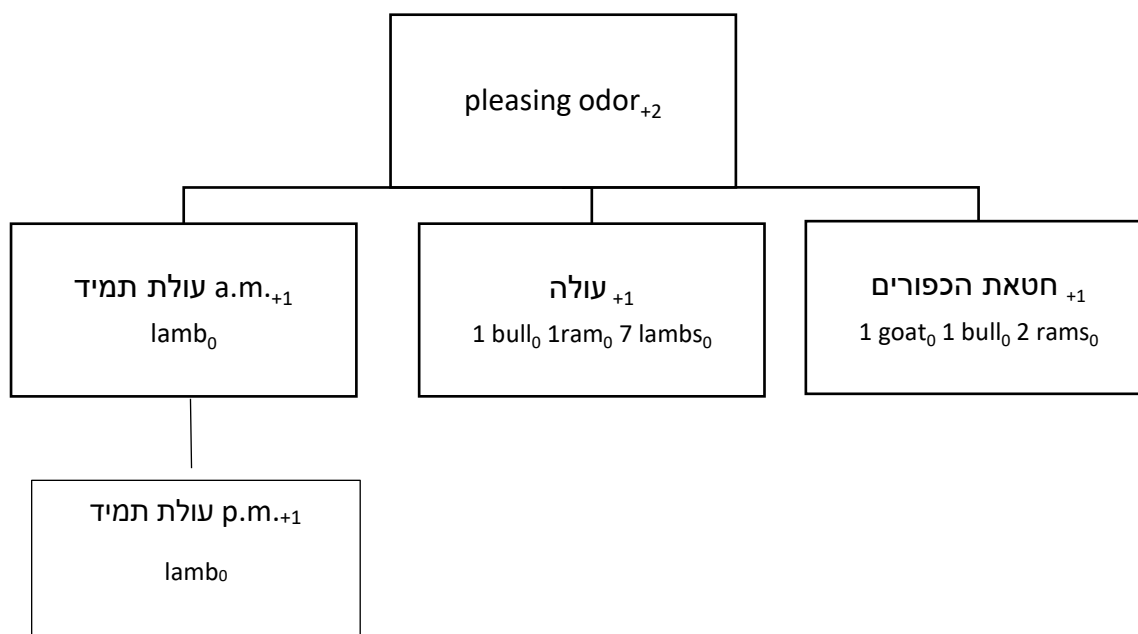 pleasing odor+2
עולת תמיד a.m.+1
lamb0
עולה +1
1 bull0 1ram0 7 lambs0
חטאת הכפורים +1
1 goat0 1 bull0 2 rams0
עולת תמיד p.m.+1
lamb0